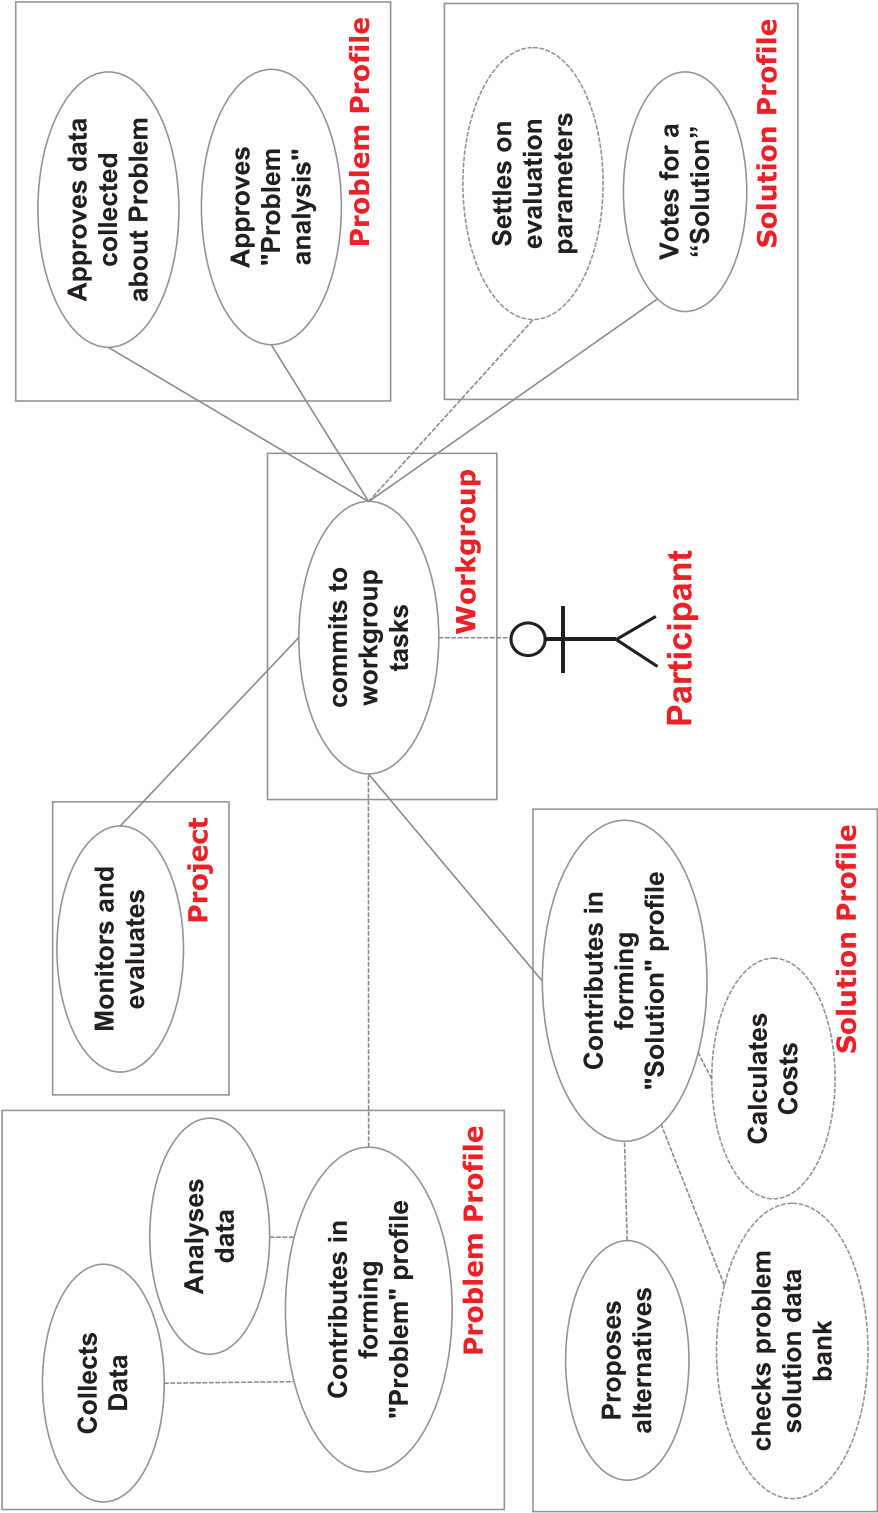 Collects
Data
Analyses
data
Contributes in
forming
"Problem" profile
Problem Profile
Monitors and
evaluates
Project
Approves data
collected
about Problem
Approves
"Problem
analysis"
Problem Profile
commits to
workgroup
tasks
Workgroup
Participant
Settles on
evaluation
parameters
Votes for a
“Solution”
Solution Profile
Contributes in
forming
"Solution" profile
Proposes
alternatives
checks problem
solution data
bank
Calculates
Costs
Solution Profile